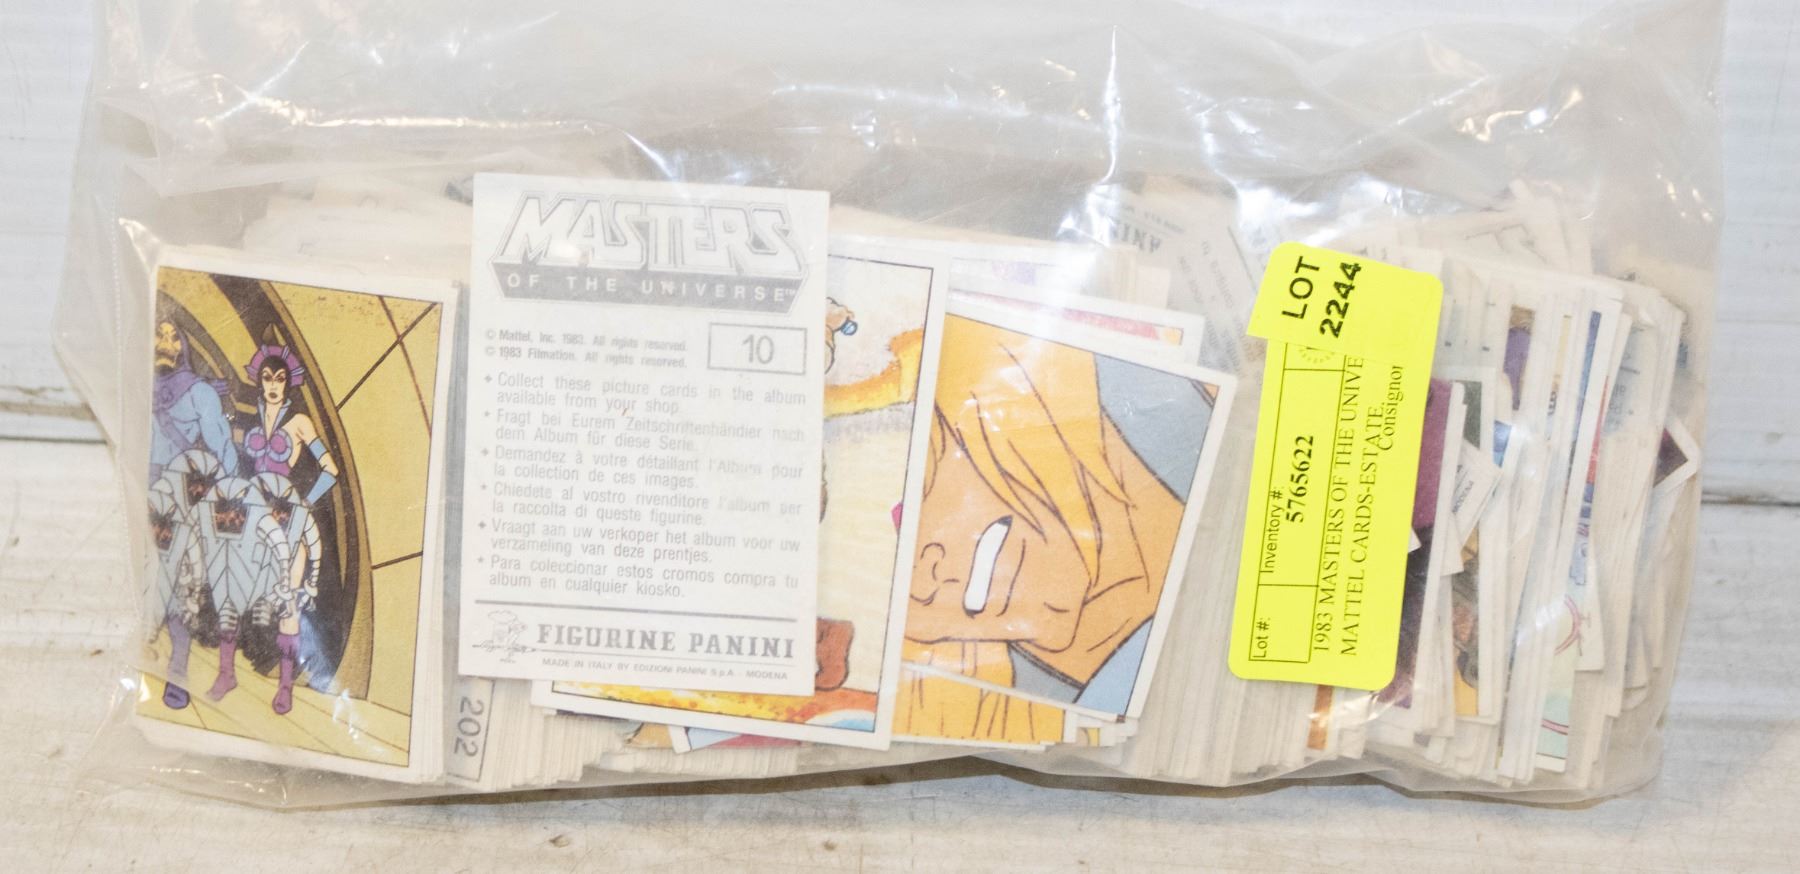 MASTERS
OF THE UNIVERSE™
© Mattel, Inc. 1983. All rights reserved.
© 1983 Filmation. All rights reserved.
10
✦ Collect these picture cards in the album
available from your shop.
* Fragt bei Eurem Zeitschriftenhändler nach
dem Album für diese Serie.
✦ Demandez à votre détaillant l'Album pour
la collection de ces images.
* Chiedete al vostro rivenditore l'album per
la raccolta di queste figurine.
✦ Vraagt aan uw verkoper het album voor uw
verzameling van deze prentjes.
* Para coleccionar estos cromos compra tu
album en cualquier kiosko.
FIGURINE PANINI
MADE IN ITALY BY EDIZIONI PANINI S.p.A. - MODENA
202
LOT
2244
Lot #:
Inventory#:
57765622
Consignor
1983 MASTERS OF THE UNIVE
MATTEL CARDS-ESTATE.